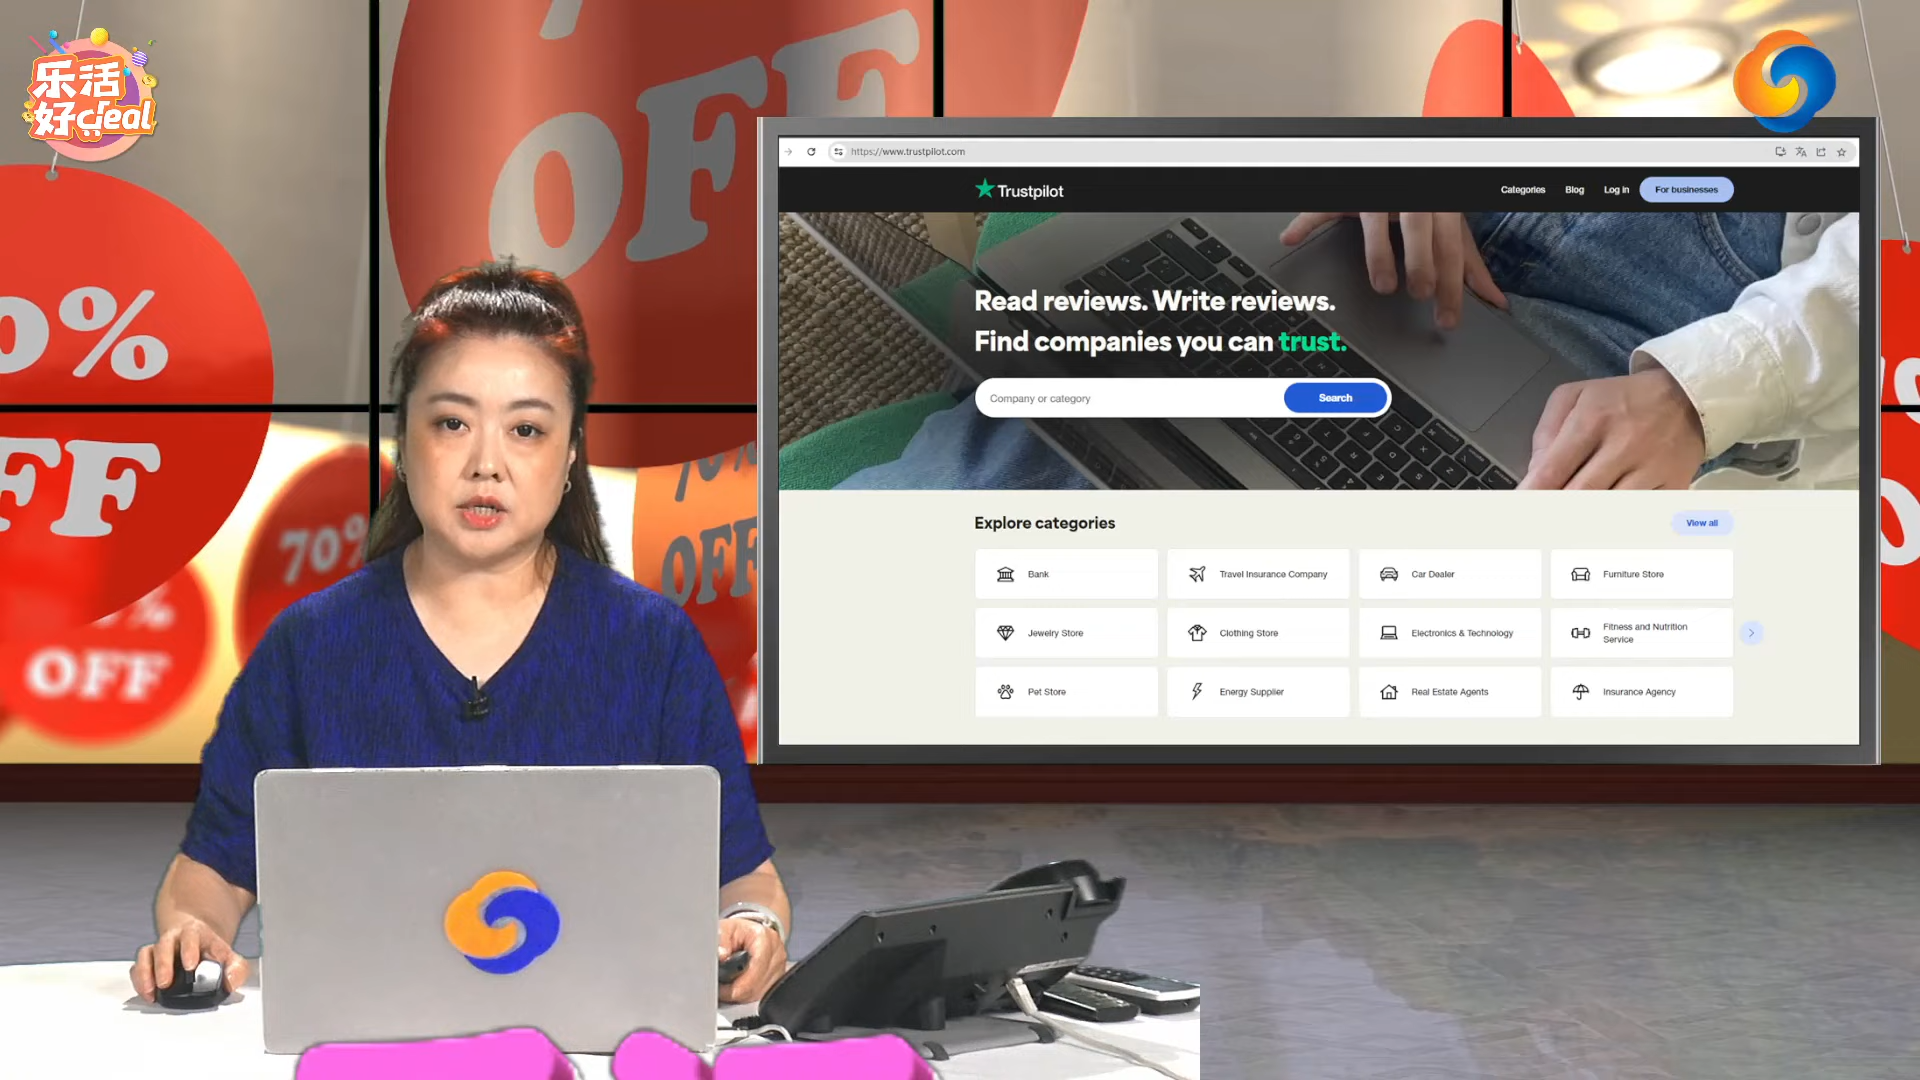 乐活
好deal
OFF
0%
FF
70%
OFF
%
OFF
70%
OFF
https://www.trustpilot.com
Trustpilot
Categories
Blog
Log in
For businesses
Read reviews. Write reviews.
Find companies you can trust.
Company or category
Search
Explore categories
View all
Bank
Travel Insurance Company
Car Dealer
Furniture Store
Jewelry Store
Clothing Store
Electronics & Technology
Fitness and Nutrition
Service
Pet Store
Energy Supplier
Real Estate Agents
Insurance Agency